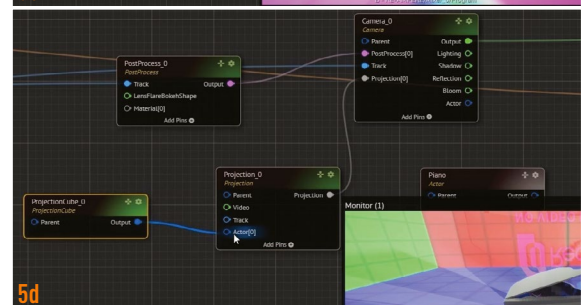 Camera_0
Camera
Parent
Output
PostProcess[0]
Lighting
Track
Shadow
Projection[0]
Reflection
Bloom
Actor
Add Pins
PostProcess_0
PostProcess
Track
Output
LensFlareBokehShape
Material[0]
Add Pins
Projection_0
Projection
Parent
Projection
Video
Track
Actor[0]
Add Pins
ProjectionCube_0
ProjectionCube
Parent
Output
Piano
Actor
Parent
Output
Monitor (1)
5d